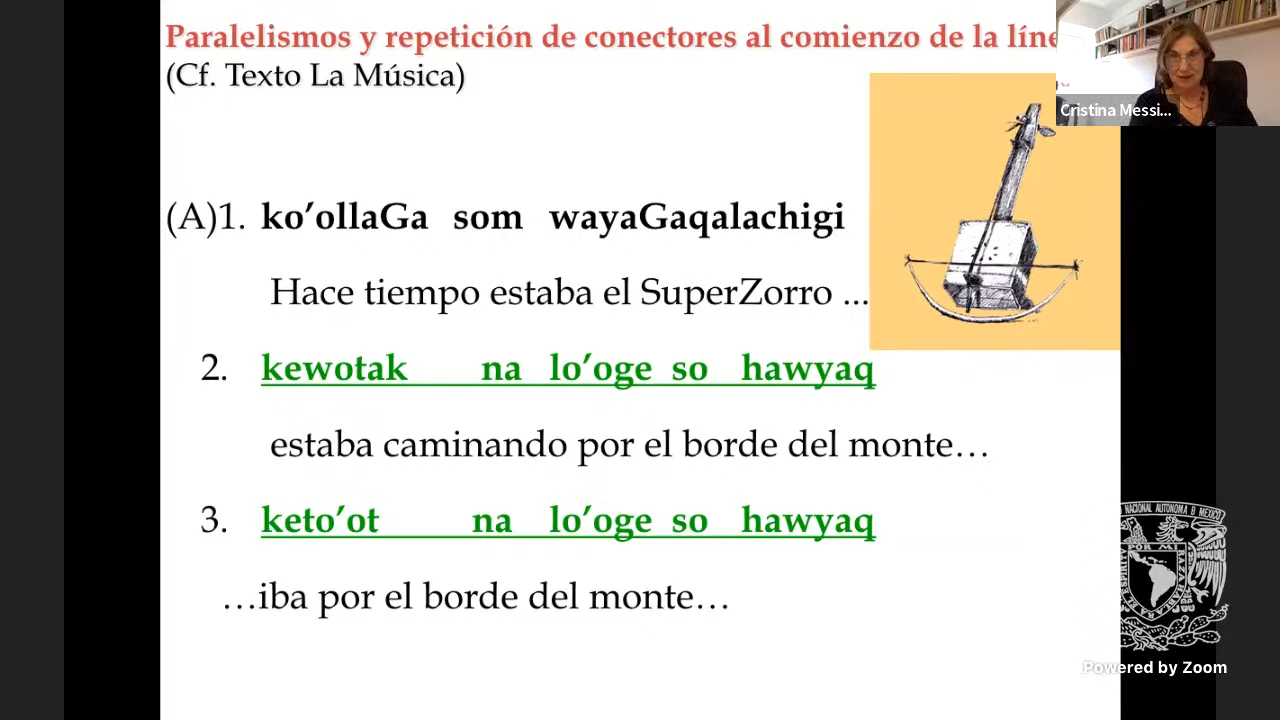 Paralelismos y repetición de conectores al comienzo de la
(Cf. Texto La Música)
Cristina Messi...
(A)1. ko’ollaGa som wayaGaqalachigi
Hace tiempo estaba el SuperZorro ...
2. kewotak na lo’oge so hawyaq
estaba caminando por el borde del monte…
3. keto’ot na lo’oge so hawyaq
…iba por el borde del monte…
POR MI
Powered by Zoom